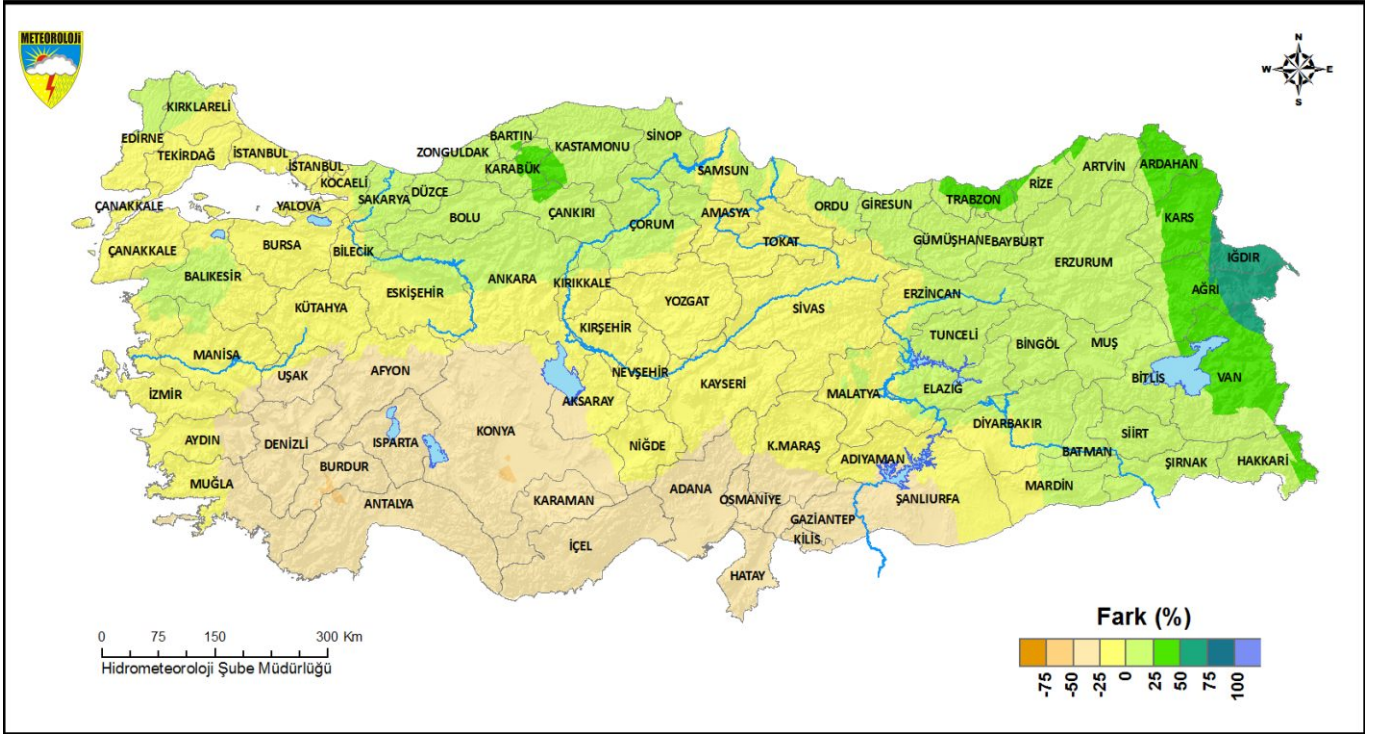 METEOROLOJİ
N
W E
S
KIRKLARELİ
EDİRNE
TEKİRDAĞ
İSTANBUL
İSTANBUL
KOCAELİ
YALOVA
ÇANAKKALE
ÇANAKKALE
BALIKESİR
BURSA
BİLECİK
SAKARYA
DÜZCE
ZONGULDAK
BARTIN
KARABÜK
KASTAMONU
SİNOP
BOLU
ÇANKIRI
ÇORUM
SAMSUN
AMASYA
TOKAT
ORDU
GİRESUN
TRABZON
RİZE
ARTVİN
ARDAHAN
KARS
GÜMÜŞHANE
BAYBURT
ERZURUM
IĞDIR
AĞRI
ESKİŞEHİR
ANKARA
KIRIKKALE
KÜTAHYA
YOZGAT
SİVAS
ERZİNCAN
TUNCELİ
BİNGÖL
MUŞ
BİTLİS
VAN
MANİSA
UŞAK
AFYON
KIRŞEHİR
NEVŞEHİR
KAYSERİ
MALATYA
ELAZIĞ
DİYARBAKIR
SİİRT
BATMAN
ŞIRNAK
HAKKARİ
İZMİR
AYDIN
DENİZLİ
ISPARTA
KONYA
AKSARAY
NİĞDE
K.MARAŞ
ADIYAMAN
MARDİN
MUĞLA
BURDUR
ANTALYA
KARAMAN
ADANA
OSMANİYE
GAZİANTEP
ŞANLIURFA
KİLİS
İÇEL
HATAY
Fark (%)
-75 -50 -25 0 25 50 75 100
0 75 150 300 Km
Hidrometeoroloji Şube Müdürlüğü